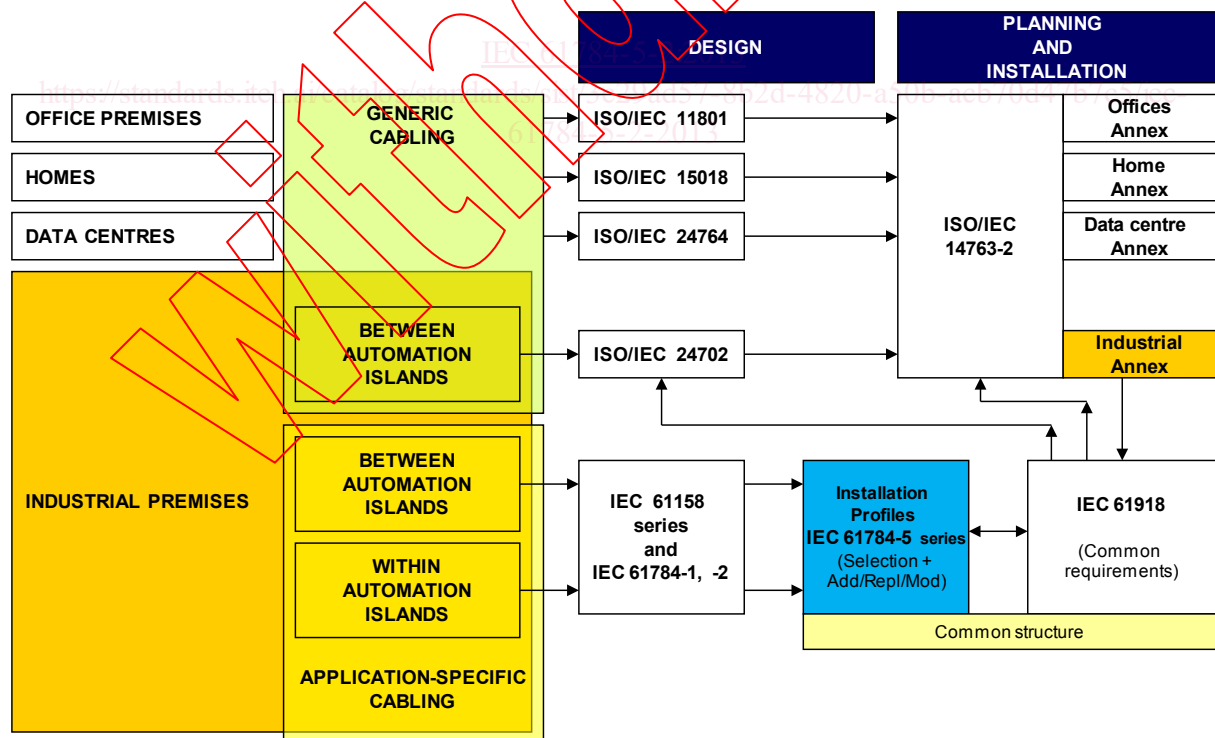 DESIGN
PLANNING
AND
INSTALLATION
OFFICE PREMISES
GENERIC
CABLING
ISO/IEC 11801
Offices
Annex
HOMES
ISO/IEC 15018
Home
Annex
DATA CENTRES
ISO/IEC 24764
ISO/IEC
14763-2
Data centre
Annex
BETWEEN
AUTOMATION
ISLANDS
ISO/IEC 24702
Industrial
Annex
INDUSTRIAL PREMISES
BETWEEN
AUTOMATION
ISLANDS
WITHIN
AUTOMATION
ISLANDS
APPLICATION-SPECIFIC
CABLING
IEC 61158
series
and
IEC 61784-1, -2
Installation
Profiles
IEC 61784-5 series
(Selection +
Add/Repl/Mod)
IEC 61918
(Common
requirements)
Common structure